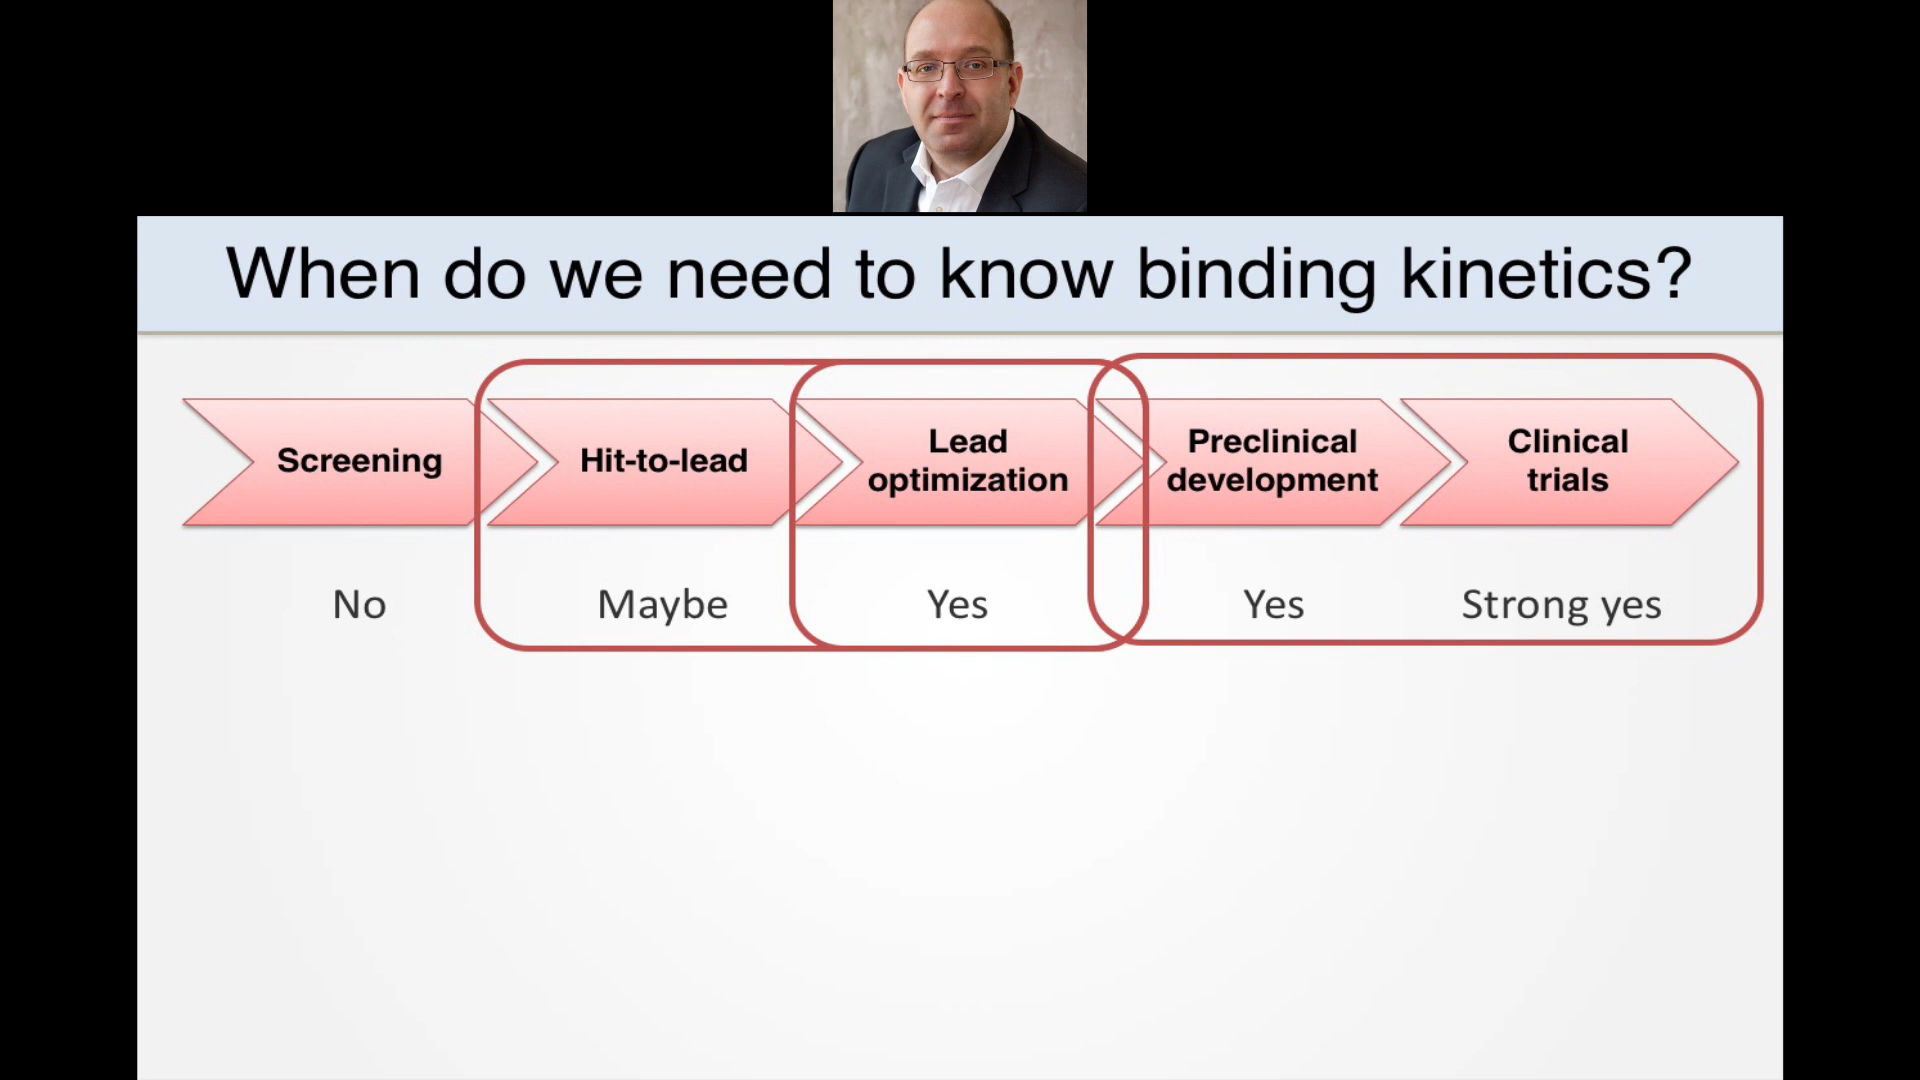 When do we need to know binding kinetics?
Screening
Hit-to-lead
Lead
optimization
Preclinical
development
Clinical
trials
No
Maybe
Yes
Yes
Strong yes